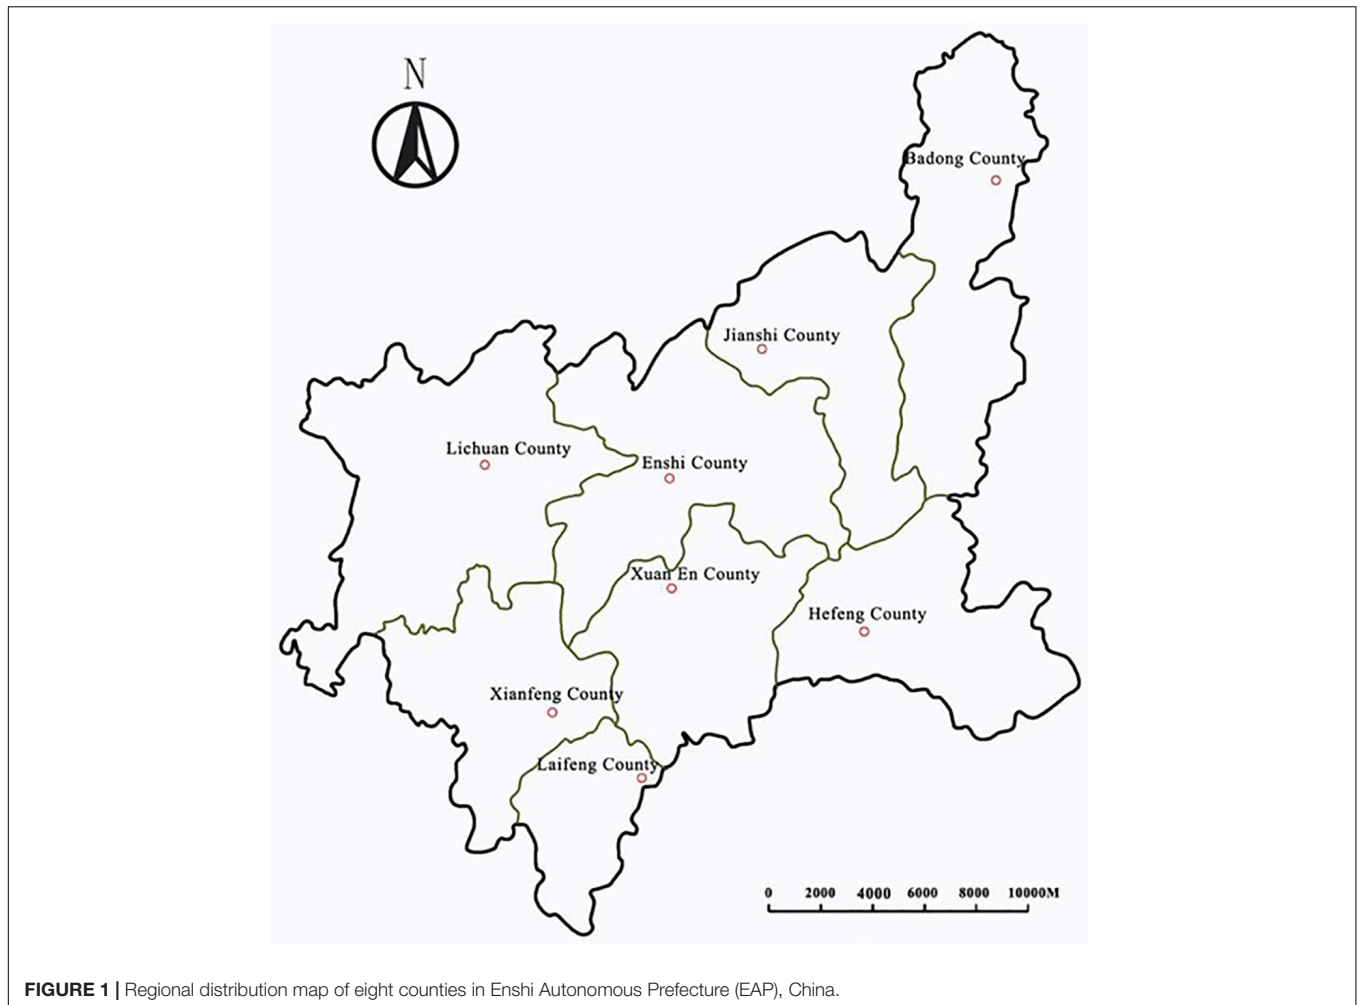 N
Badong County
Jianshi County
Lichuan County
Enshi County
Xuan En County
Hefeng County
Xianfeng County
Laifeng County
0 2000 4000 6000 8000 10000M
FIGURE 1 | Regional distribution map of eight counties in Enshi Autonomous Prefecture (EAP), China.